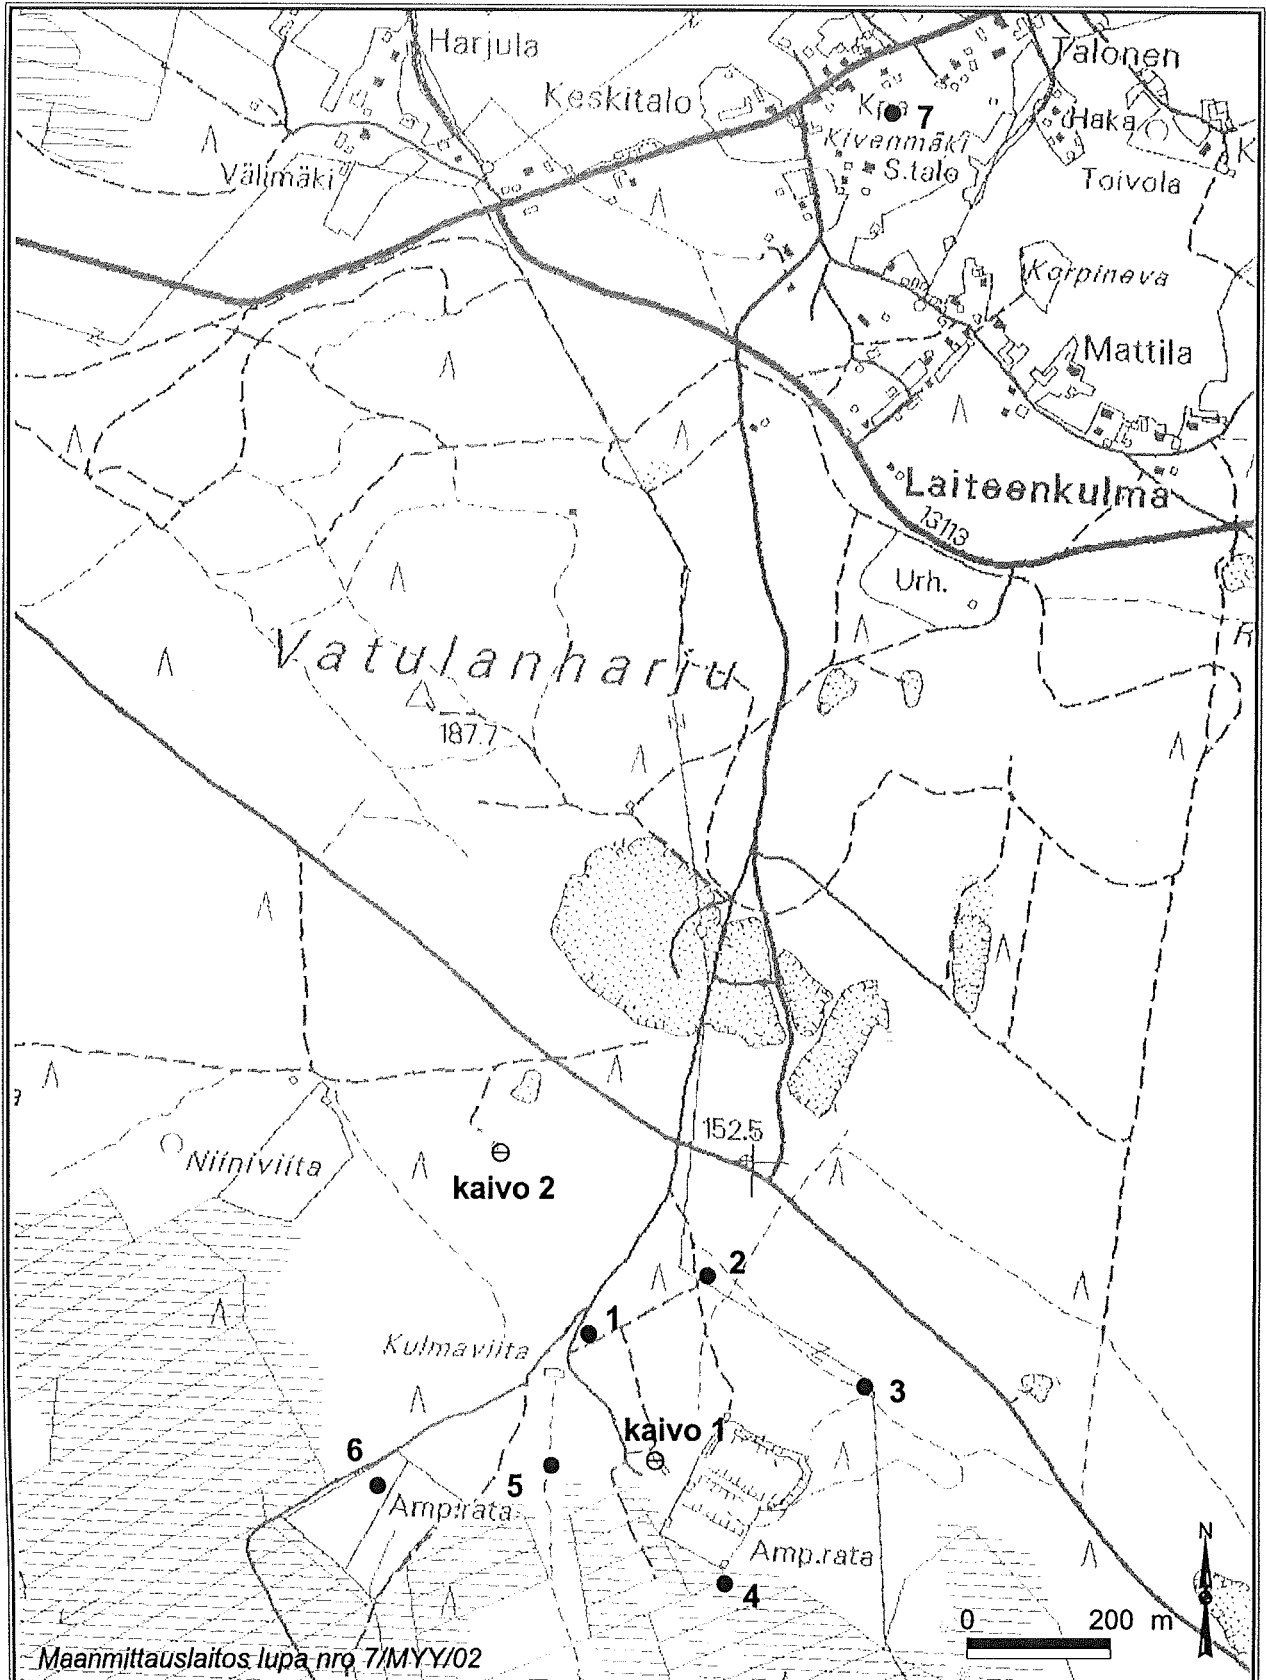 Harjula
Talonen
Keskitalo
7
Haka
Kivenmäki
K
Välimäki
S.talo
Toivola
Korpineva
Mattila
Laiteenkulma
13113
Urh.
R
Vatulanharju
187.7
152.5
Niiniviita
kaivo 2
2
1
Kulmaviita
3
kaivo 1
6
5
Amp.rata
Amp.rata
4
N
0 200 m
Maanmittauslaitos lupa nro 7/MYY/02